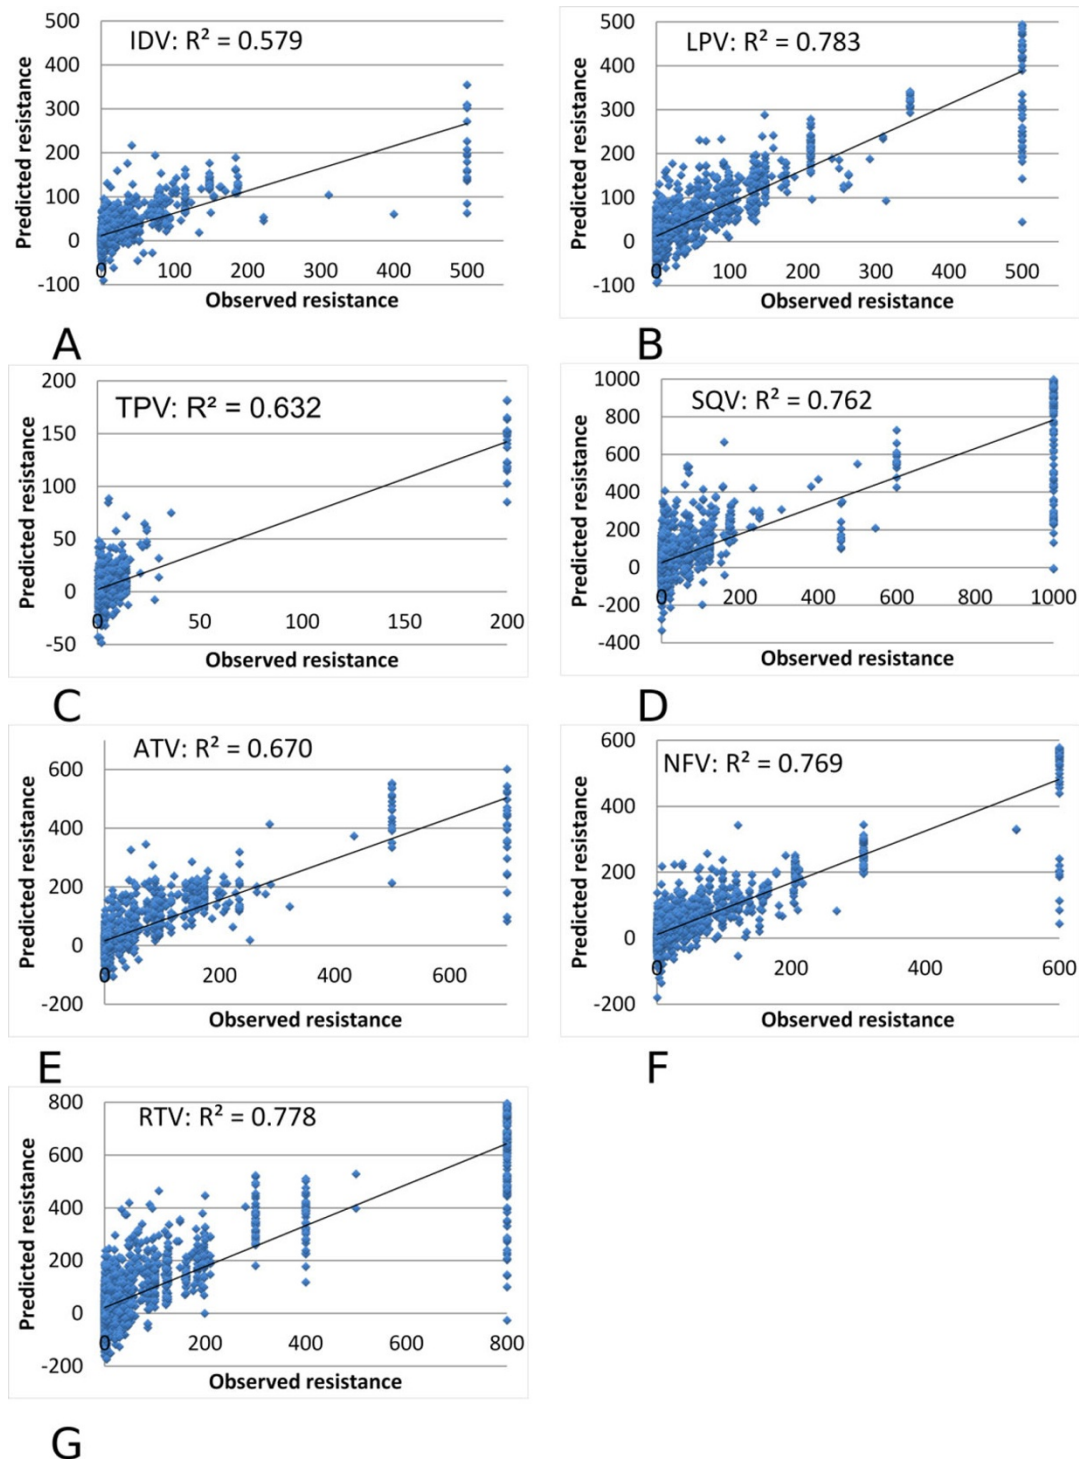 IDV: R² = 0.579
Predicted resistance
500
400
300
200
100
0
-100
0 100 200 300 400 500
Observed resistance
A
LPV: R² = 0.783
Predicted resistance
500
400
300
200
100
0
-100
0 100 200 300 400 500
Observed resistance
B
TPV: R² = 0.632
Predicted resistance
200
150
100
50
0
-50
0 50 100 150 200
Observed resistance
C
SQV: R² = 0.762
Predicted resistance
1000
800
600
400
200
0
-200
-400
0 200 400 600 800 1000
Observed resistance
D
ATV: R² = 0.670
Predicted resistance
600
400
200
0
-200
0 200 400 600
Observed resistance
E
NFV: R² = 0.769
Predicted resistance
600
400
200
0
-200
0 200 400 600
Observed resistance
F
RTV: R² = 0.778
Predicted resistance
800
600
400
200
0
-200
0 200 400 600 800
Observed resistance
G